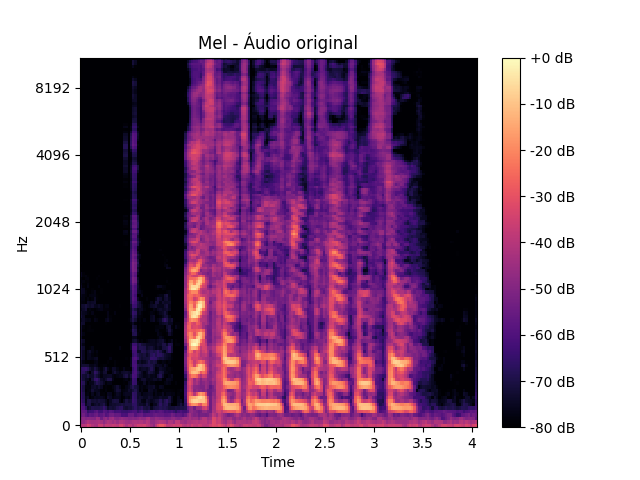 Mel - Áudio original
Hz
8192
4096
2048
1024
512
0
0 0.5 1 1.5 2 2.5 3 3.5 4
Time
+0 dB
-10 dB
-20 dB
-30 dB
-40 dB
-50 dB
-60 dB
-70 dB
-80 dB